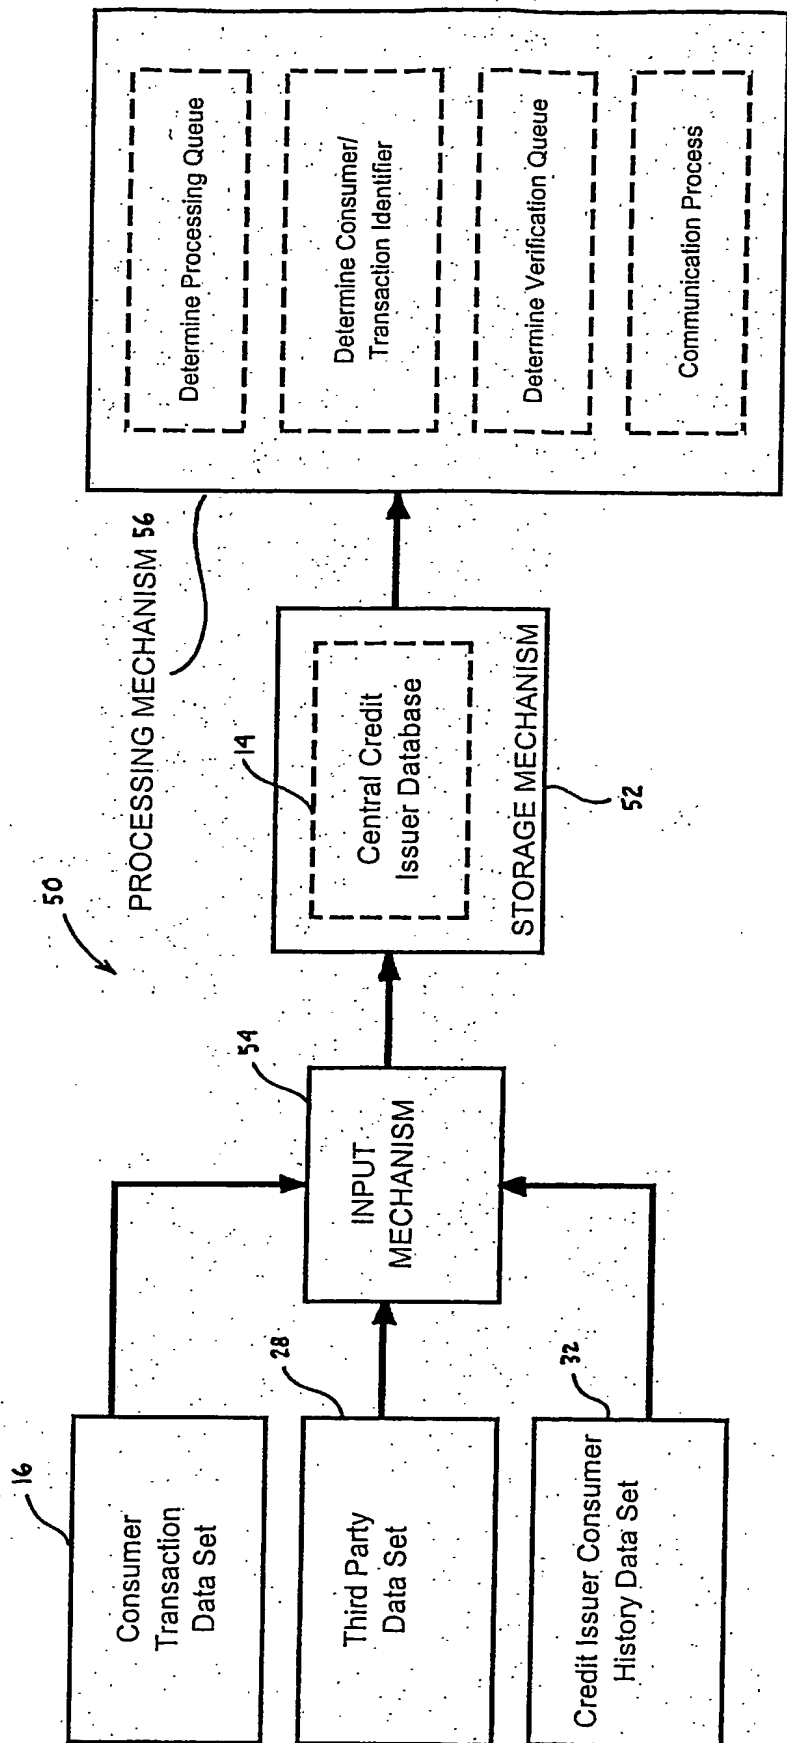 50
16
Consumer
Transaction
Data Set
28
Third Party
Data Set
32
Credit Issuer Consumer
History Data Set
54
INPUT
MECHANISM
14
Central Credit
Issuer Database
STORAGE MECHANISM
52
PROCESSING MECHANISM 56
Determine Processing Queue
Determine Consumer/
Transaction Identifier
Determine Verification Queue
Communication Process